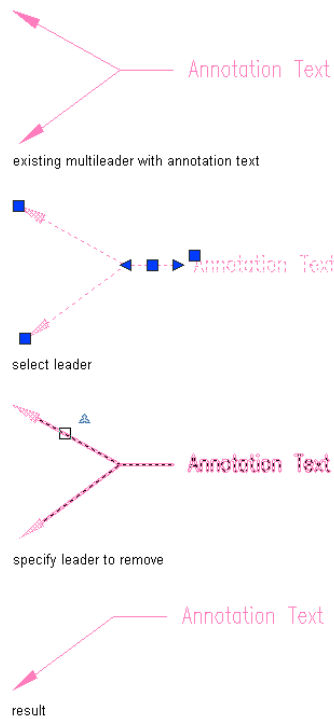 Annotation Text
existing multileader with annotation text
Annotation Text
select leader
Annotation Text
specify leader to remove
Annotation Text
result